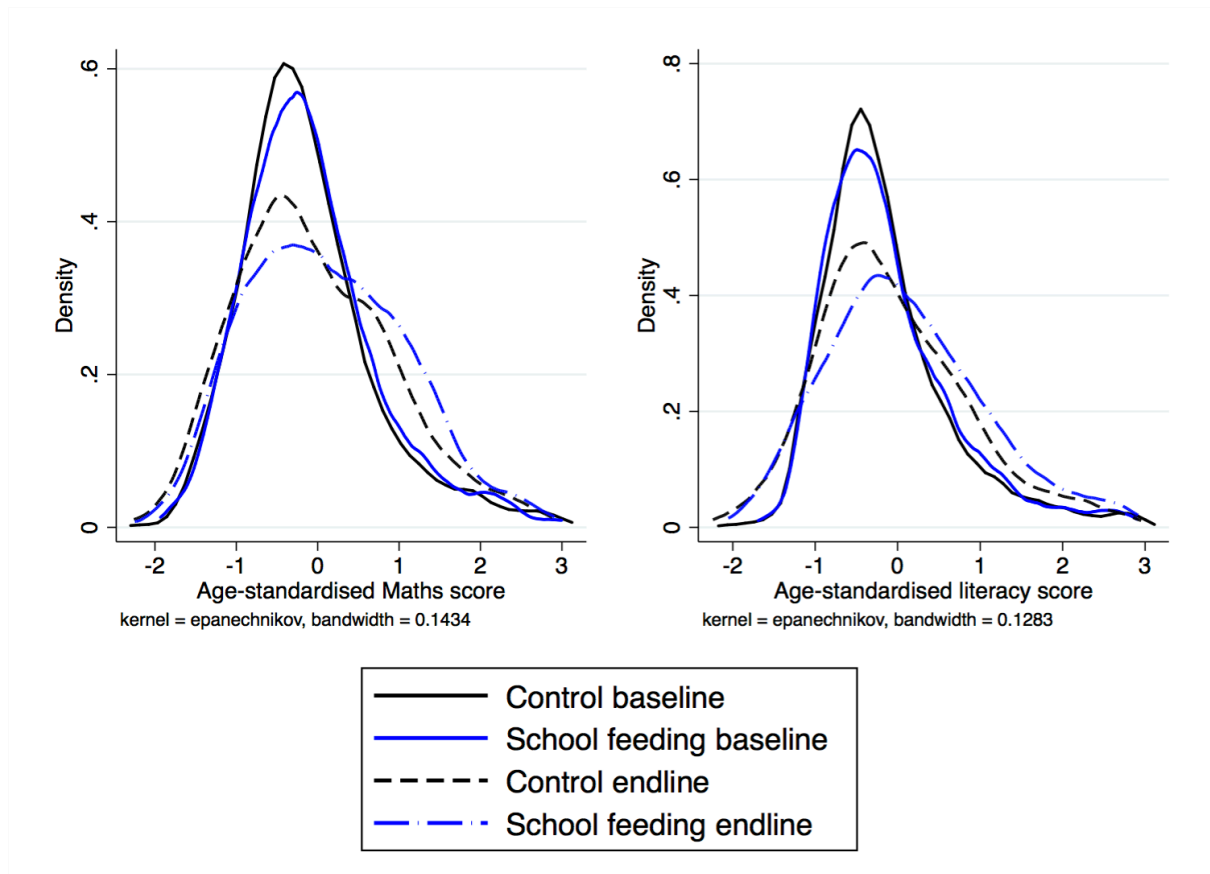 .6
.4
.2
0
Density
-2 -1 0 1 2 3
Age-standardised Maths score
kernel = epanechnikov, bandwidth = 0.1434
.8
.6
.4
.2
0
Density
-2 -1 0 1 2 3
Age-standardised literacy score
kernel = epanechnikov, bandwidth = 0.1283
Control baseline
School feeding baseline
Control endline
School feeding endline